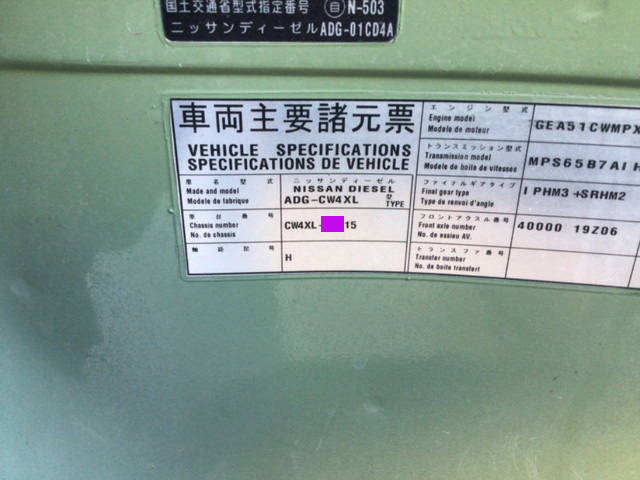 国土交通省型式指定番号 自 N-503
ニッサンディーゼル ADG-01CD4A
車両主要諸元票
VEHICLE SPECIFICATIONS
SPECIFICATIONS DE VEHICLE
車名型式
Made and model
Modele de fabrique
ニッサンディーゼル
NISSAN DIESEL
ADG-CW4XL 型
TYPE
車台番号
Chassis number
No. de chassis
CW4XL- 15
H
エンジン型式
Engine model
Modele de moteur
GEA51CWMPX
トランスミッション型式
Transmission model
Modele de boite de vitesses
MPS65B7AIH
ファイナルギアタイプ
Final gear type
Type de renvoi d'angle
I PHM3+SRHM2
フロントアクスル番号
Front axle number
No. de essieu AV.
40000 19Z06
トランスファ番号
Transfer number
No. de boite transfert